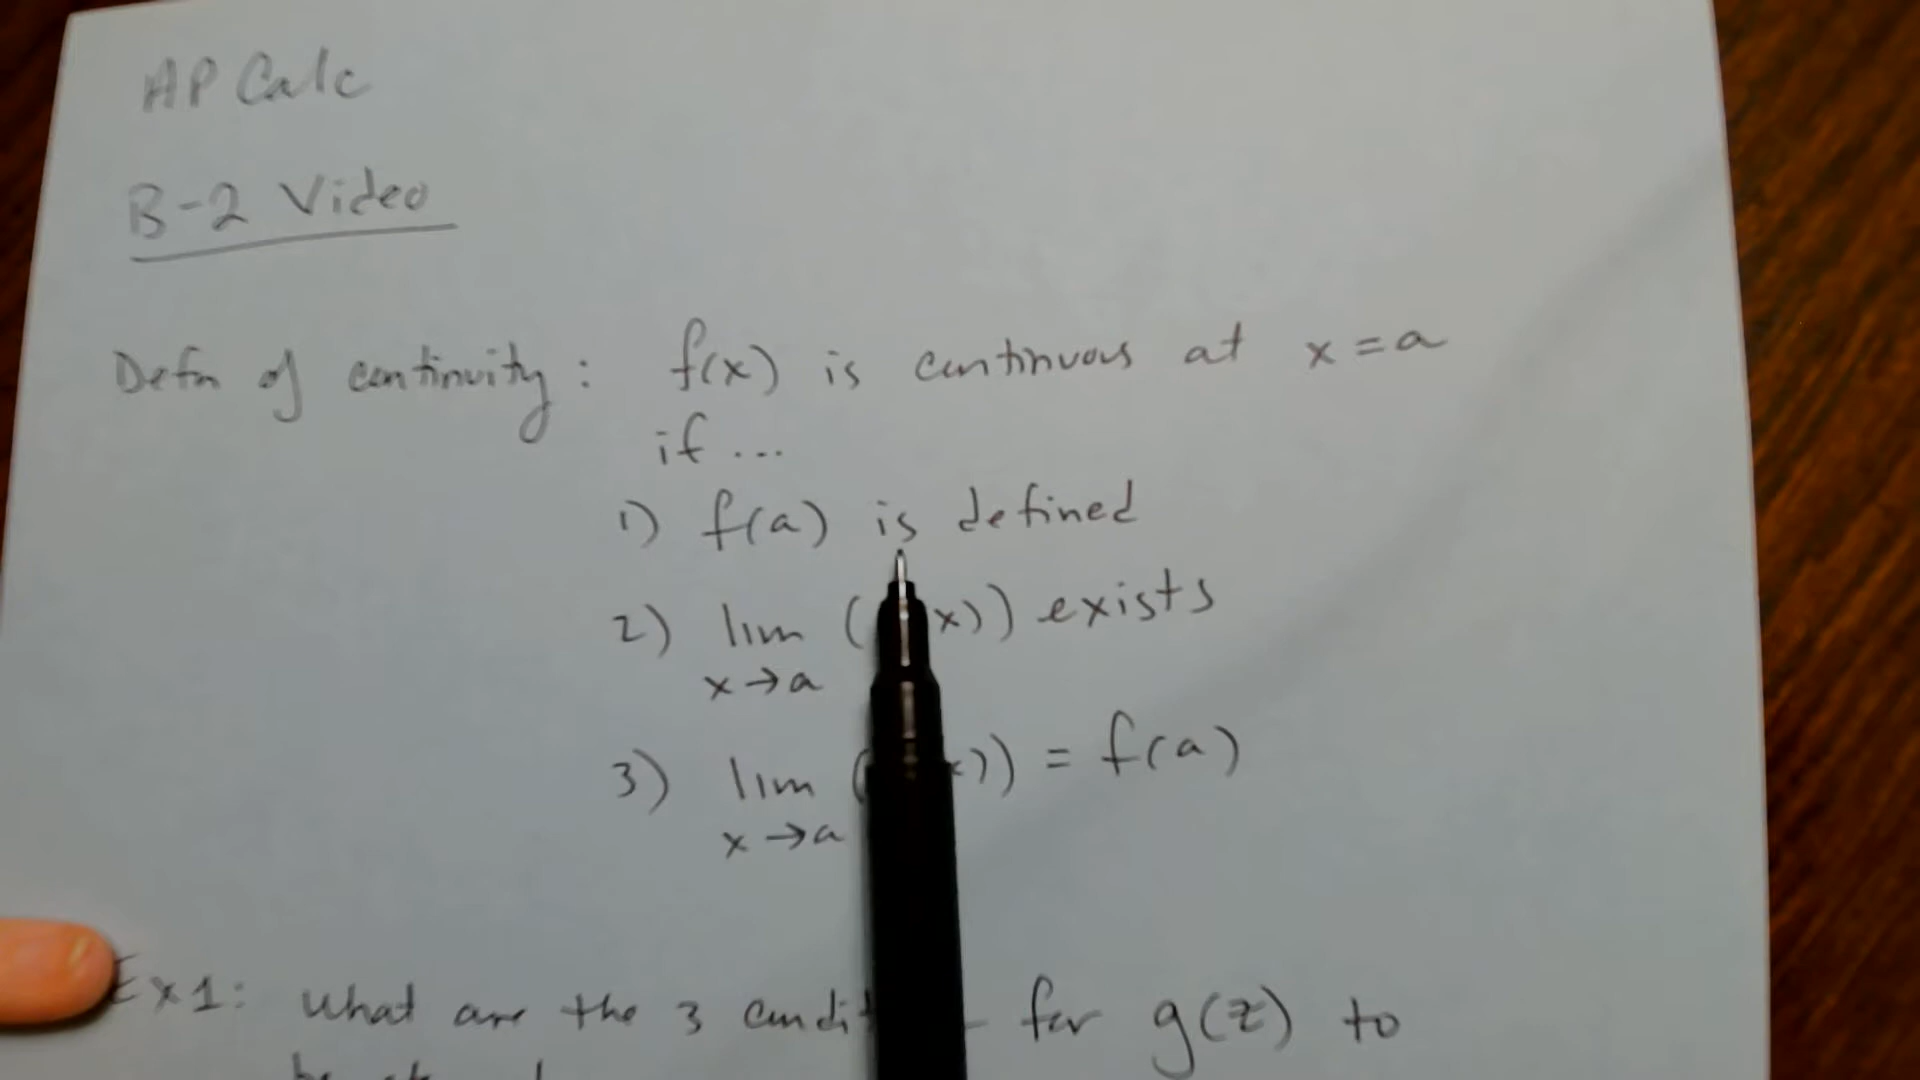 AP Calc
B-2 Video
Defn of continuity: f(x) is continuous at x=a
if ...
1) f(a) is defined
2) lim ( x)) exists
x→a
3) lim ( )) = f(a)
x→a
Ex1: What are the 3 for g(z) to